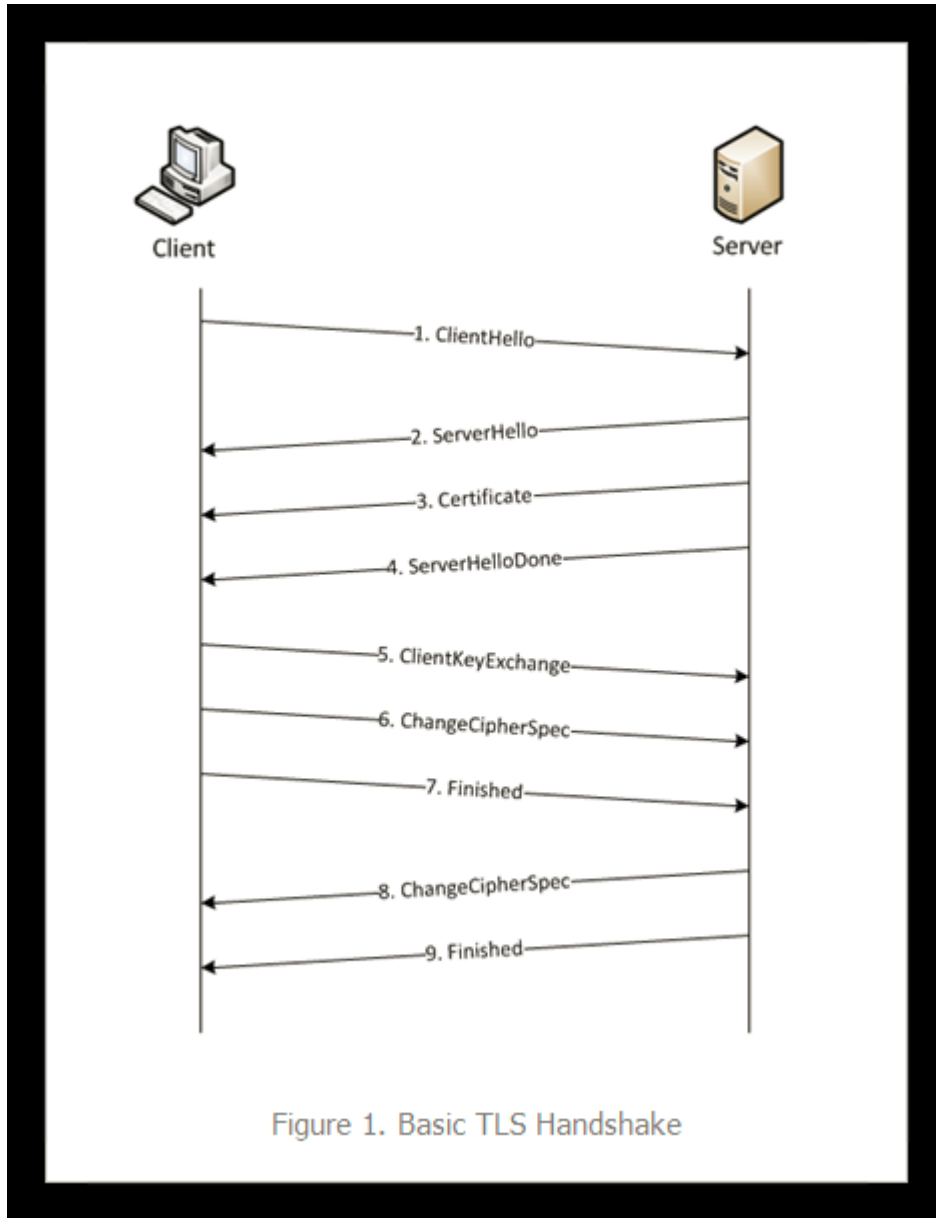 Client
Server
1. ClientHello
2. ServerHello
3. Certificate
4. ServerHelloDone
5. ClientKeyExchange
6. ChangeCipherSpec
7. Finished
8. ChangeCipherSpec
9. Finished
Figure 1. Basic TLS Handshake